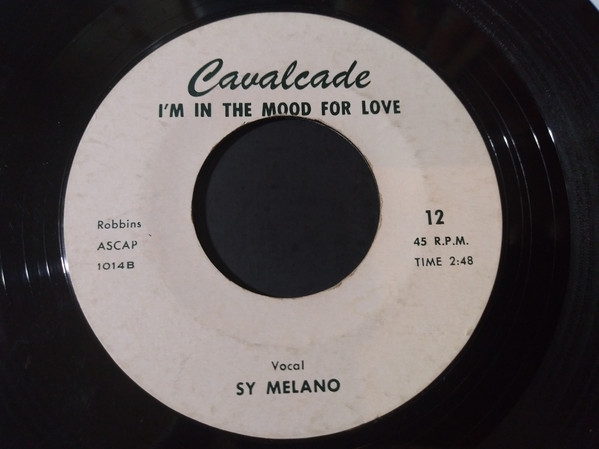 Cavalcade
I'M IN THE MOOD FOR LOVE
Robbins
ASCAP
1014B
12
45 R.P.M.
TIME 2:48
Vocal
SY MELANO